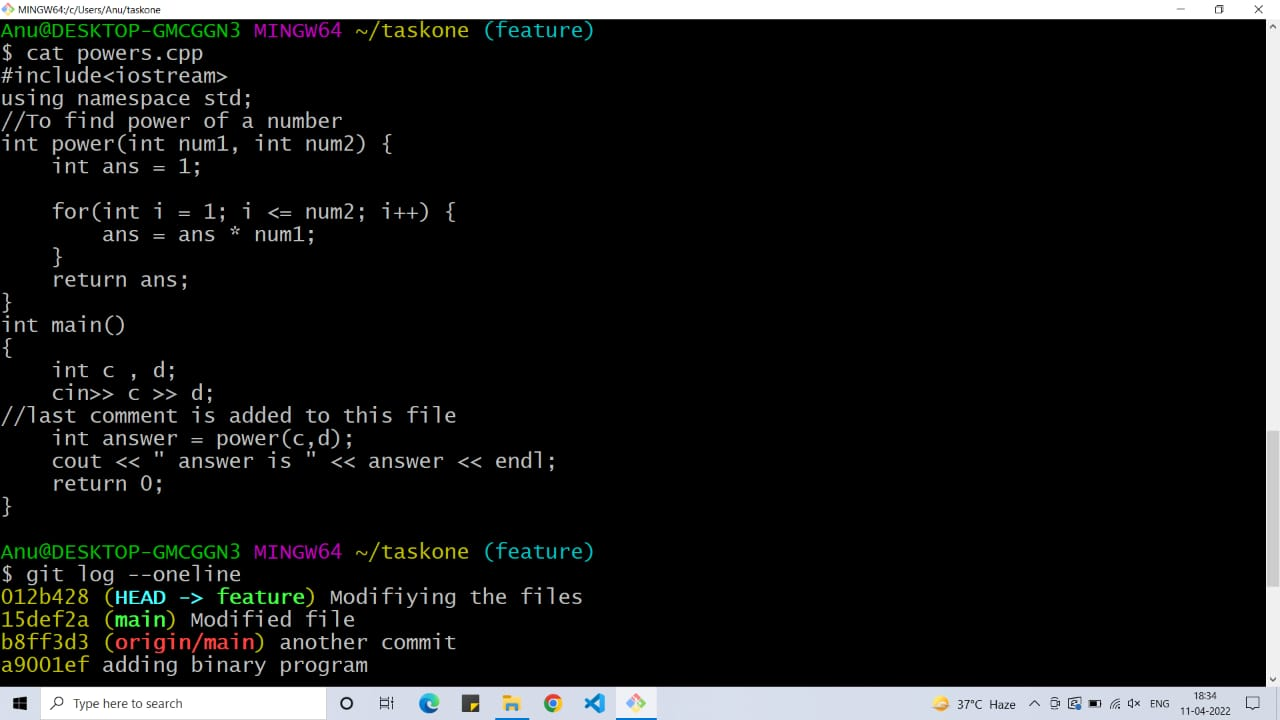 MINGW64:/c/Users/Anu/taskone
Anu@DESKTOP-GMCGGN3 MINGW64 ~/taskone (feature)
$ cat powers.cpp
#include<iostream>
using namespace std;
//To find power of a number
int power(int num1, int num2) {
    int ans = 1;
    for(int i = 1; i <= num2; i++) {
        ans = ans * num1;
    }
    return ans;
}
int main()
{
    int c , d;
    cin>> c >> d;
//last comment is added to this file
    int answer = power(c,d);
    cout << " answer is " << answer << endl;
    return 0;
}
Anu@DESKTOP-GMCGGN3 MINGW64 ~/taskone (feature)
$ git log --oneline
012b428 (HEAD -> feature) Modifiying the files
15def2a (main) Modified file
b8ff3d3 (origin/main) another commit
a9001ef adding binary program
Type here to search
37°C Haze
ENG
18:34
11-04-2022